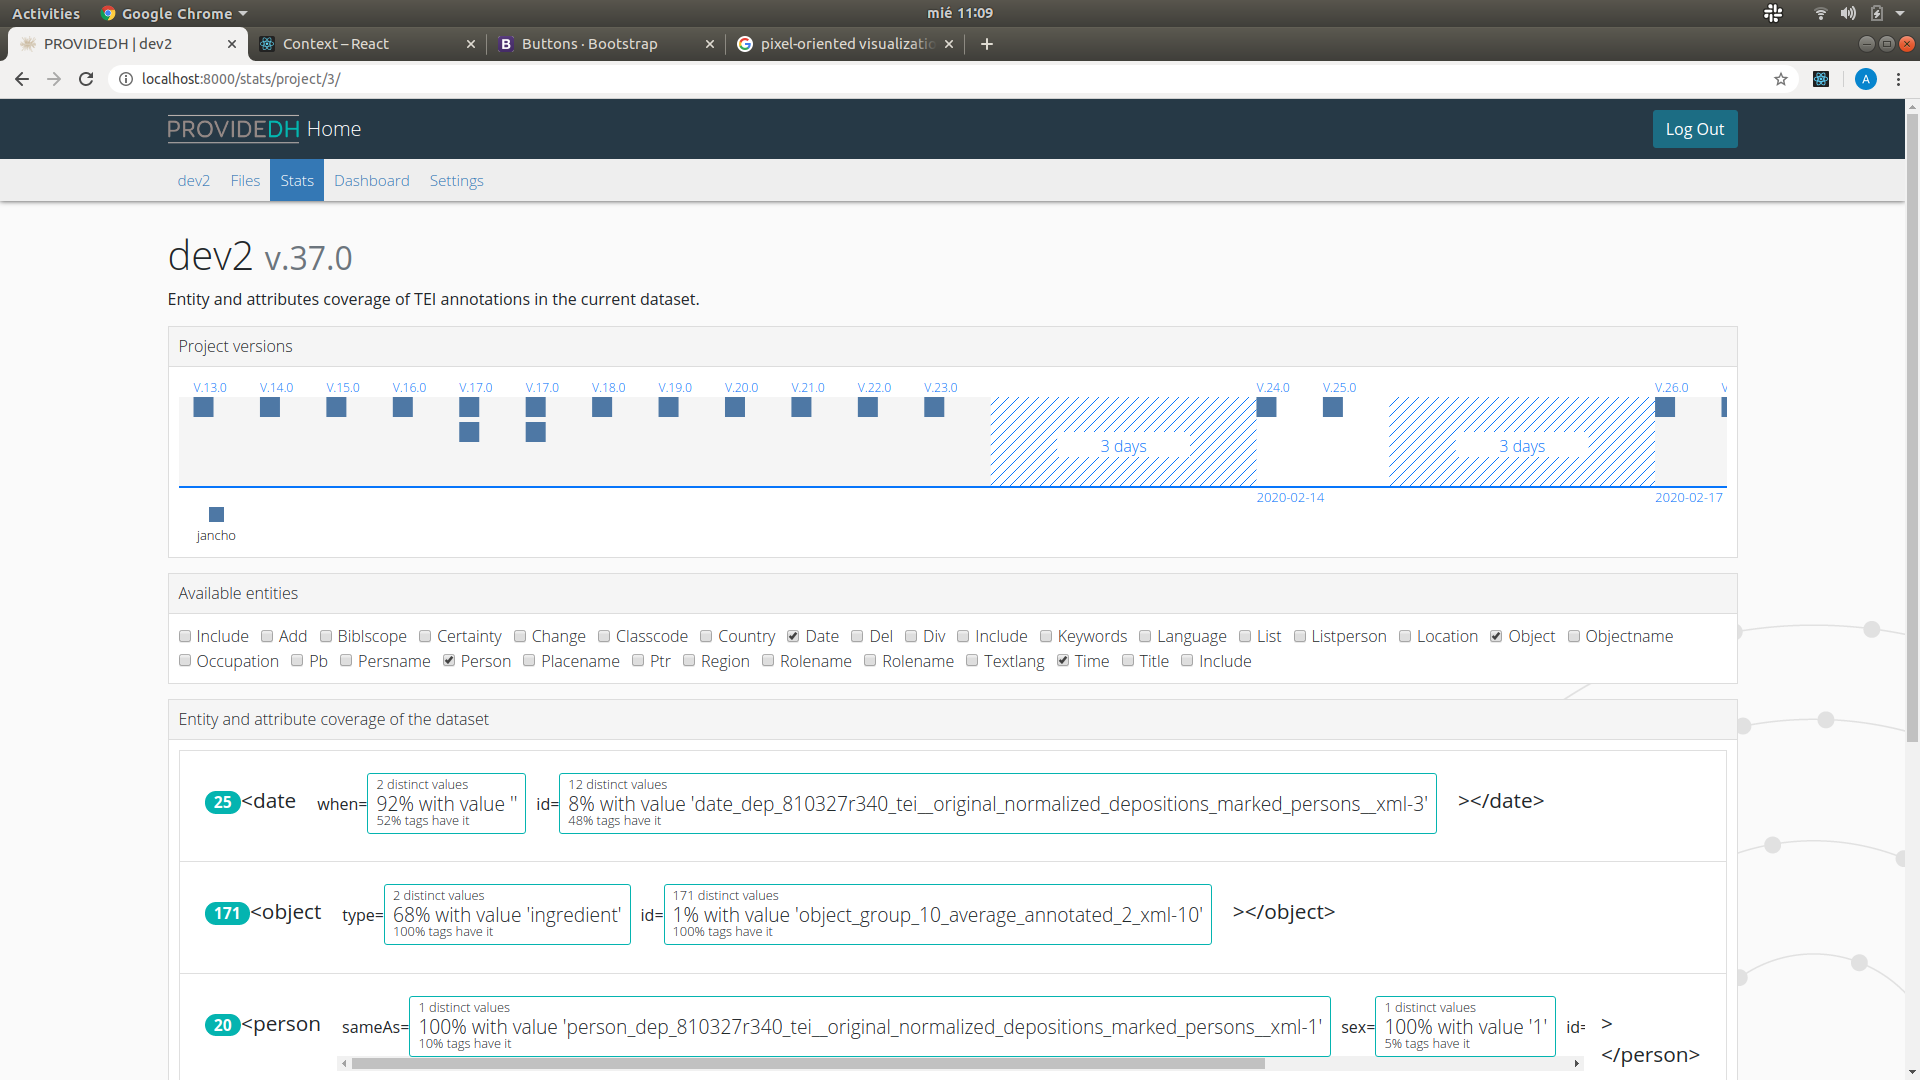 Activities Google Chrome mié 11:09
PROVIDEDH | dev2 Context – React Buttons · Bootstrap pixel-oriented visualizatio
localhost:8000/stats/project/3/ A
PROVIDEDH Home Log Out
dev2 Files Stats Dashboard Settings
dev2 v.37.0
Entity and attributes coverage of TEI annotations in the current dataset.
Project versions
V.13.0 V.14.0 V.15.0 V.16.0 V.17.0 V.17.0 V.18.0 V.19.0 V.20.0 V.21.0 V.22.0 V.23.0 V.24.0 V.25.0 V.26.0 V
3 days 3 days
2020-02-14 2020-02-17
jancho
Available entities
Include Add Biblscope Certainty Change Classcode Country Date Del Div Include Keywords Language List Listperson Location Object Objectname
Occupation Pb Persname Person Placename Ptr Region Rolename Rolename Textlang Time Title Include
Entity and attribute coverage of the dataset
2 distinct values 12 distinct values
25 <date when= 92% with value '' id= 8% with value 'date_dep_810327r340_tei__original_normalized_depositions_marked_persons__xml-3' ></date>
52% tags have it 48% tags have it
2 distinct values 171 distinct values
171 <object type= 68% with value 'ingredient' id= 1% with value 'object_group_10_average_annotated_2_xml-10' ></object>
100% tags have it 100% tags have it
1 distinct values 1 distinct values
20 <person sameAs= 100% with value 'person_dep_810327r340_tei__original_normalized_depositions_marked_persons__xml-1' sex= 100% with value '1' id= >
10% tags have it 5% tags have it
</person>